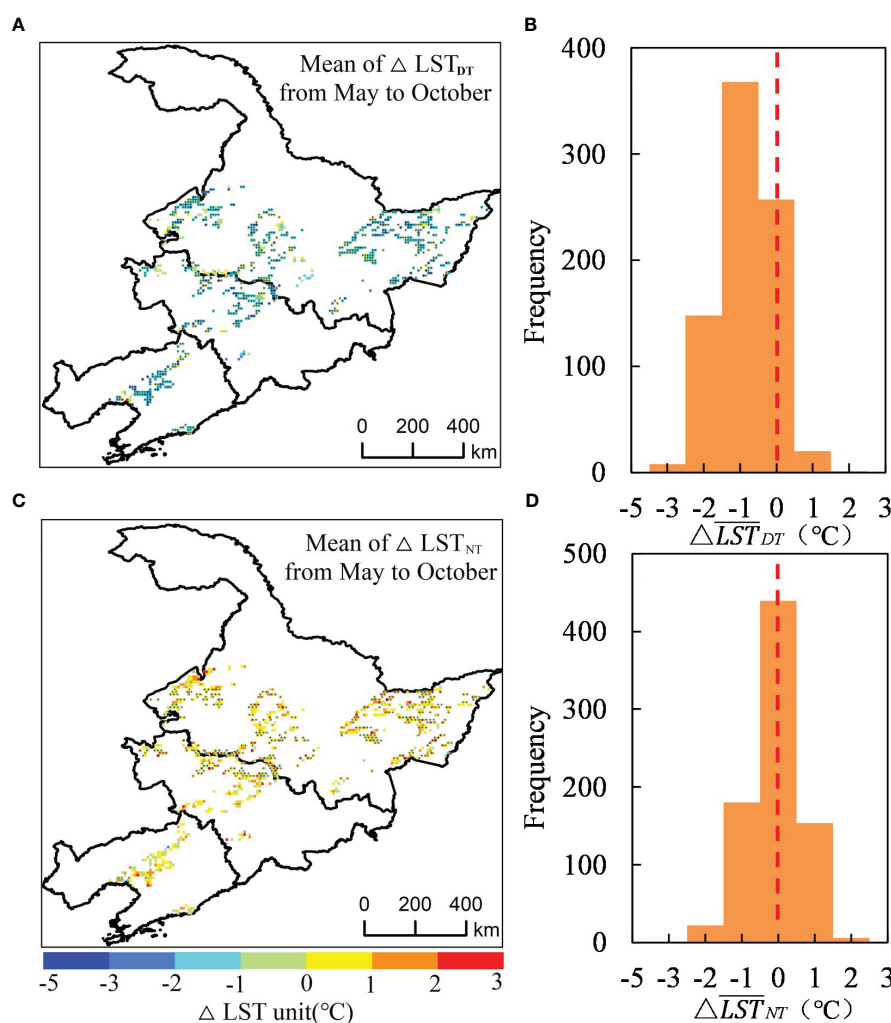 A
Mean of △ LST_DT
from May to October
0 200 400
km
B
400
300
200
100
0
Frequency
-5 -3 -2 -1 0 1 2 3
△LST_DT（℃）
C
Mean of △ LST_NT
from May to October
0 200 400
km
-5 -3 -2 -1 0 1 2 3
△ LST unit(℃)
D
500
400
300
200
100
0
Frequency
-5 -3 -2 -1 0 1 2 3
△LST_NT（℃）